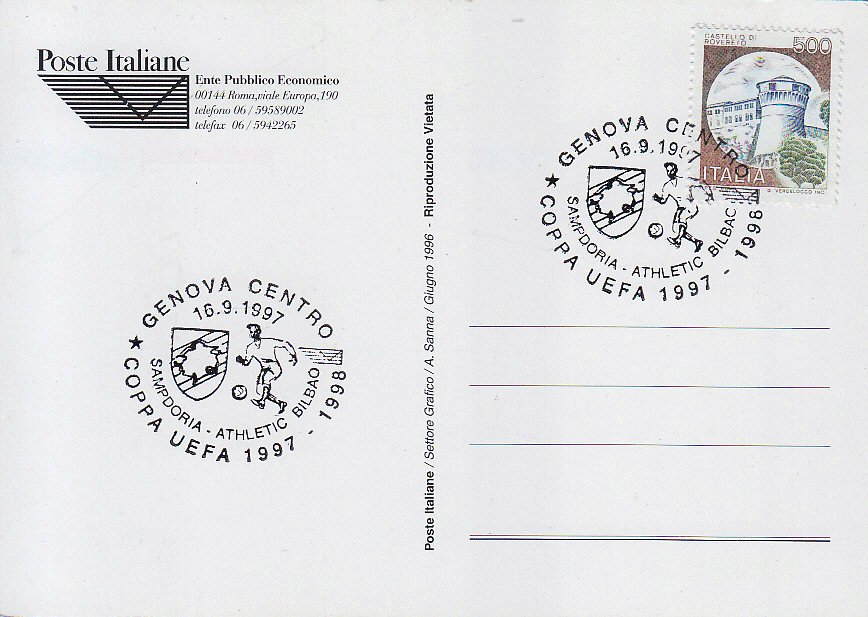 Poste Italiane
Ente Pubblico Economico
00144 Roma,viale Europa,190
telefono 06 / 59589002
telefax 06 / 5942265
GENOVA CENTRO
16.9.1997
SAMPDORIA - ATHLETIC BILBAO
★ COPPA UEFA 1997 - 1998
Poste Italiane / Settore Grafico / A. Sanna / Giugno 1996 - Riproduzione Vietata
CASTELLO DI
ROVERETO
500
ITALIA
G. VERDELOCCO INC.
GENOVA CENTRO
16.9.1997
SAMPDORIA - ATHLETIC BILBAO
★ COPPA UEFA 1997 - 1998